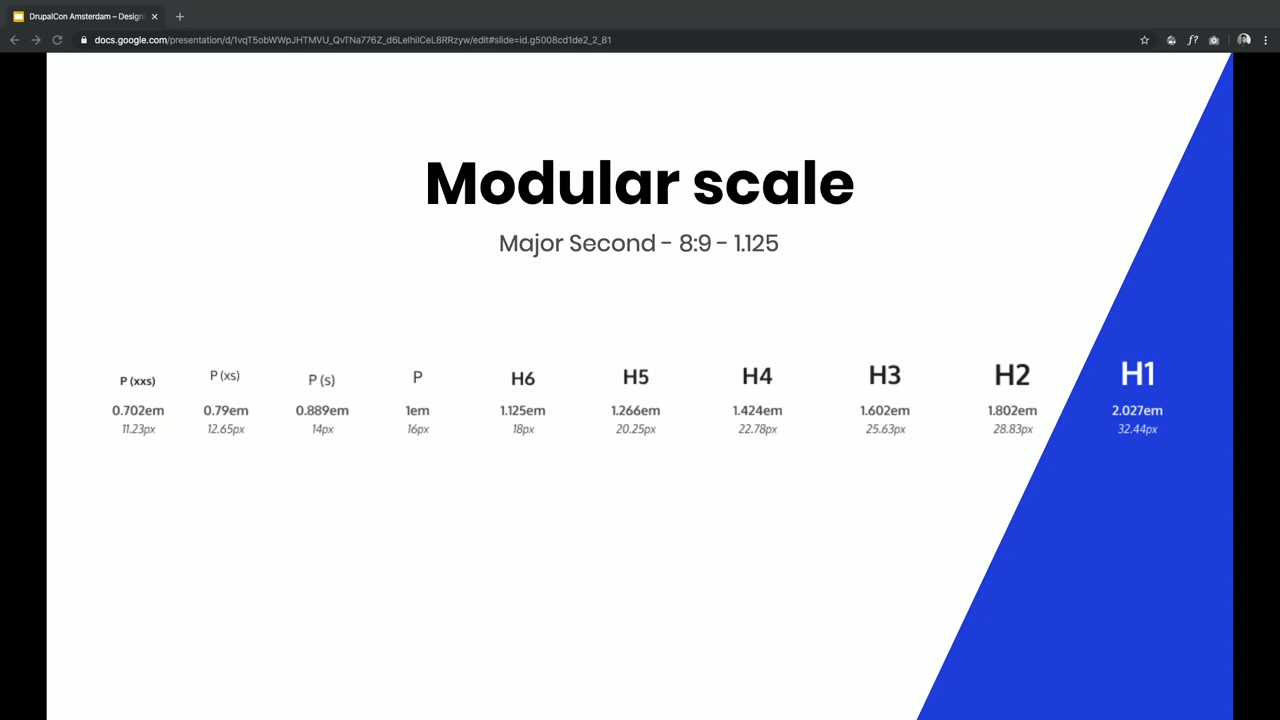 DrupalCon Amsterdam – Design
docs.google.com/presentation/d/1vqT5obWWpJHTMVU_QvTNa776Z_d6LelhilCeL8RRzyw/edit#slide=id.g5008cd1de2_2_81
f?
Modular scale
Major Second - 8:9 - 1.125
P (xxs) P (xs) P (s) P H6 H5 H4 H3 H2 H1
0.702em 0.79em 0.889em 1em 1.125em 1.266em 1.424em 1.602em 1.802em 2.027em
11.23px 12.65px 14px 16px 18px 20.25px 22.78px 25.63px 28.83px 32.44px